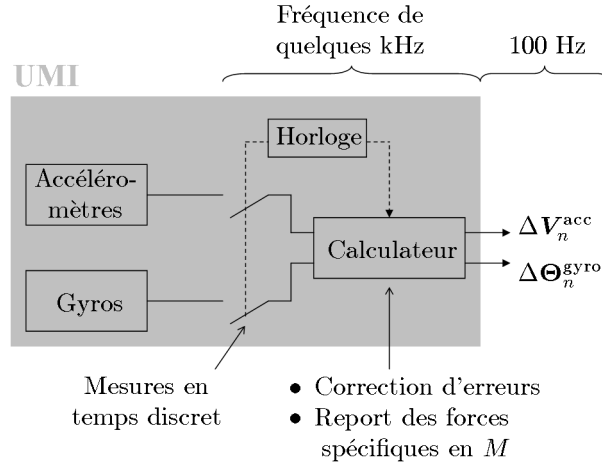 Fréquence de
quelques kHz
100 Hz
UMI
Horloge
Accéléro-
mètres
Calculateur
Gyros
ΔV_n^acc
ΔΘ_n^gyro
Mesures en
temps discret
• Correction d'erreurs
• Report des forces
spécifiques en M